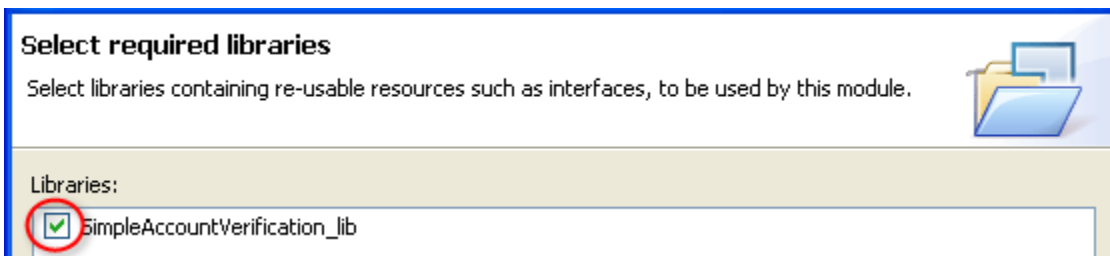 Select required libraries
Select libraries containing re-usable resources such as interfaces, to be used by this module.
Libraries:
SimpleAccountVerification_lib